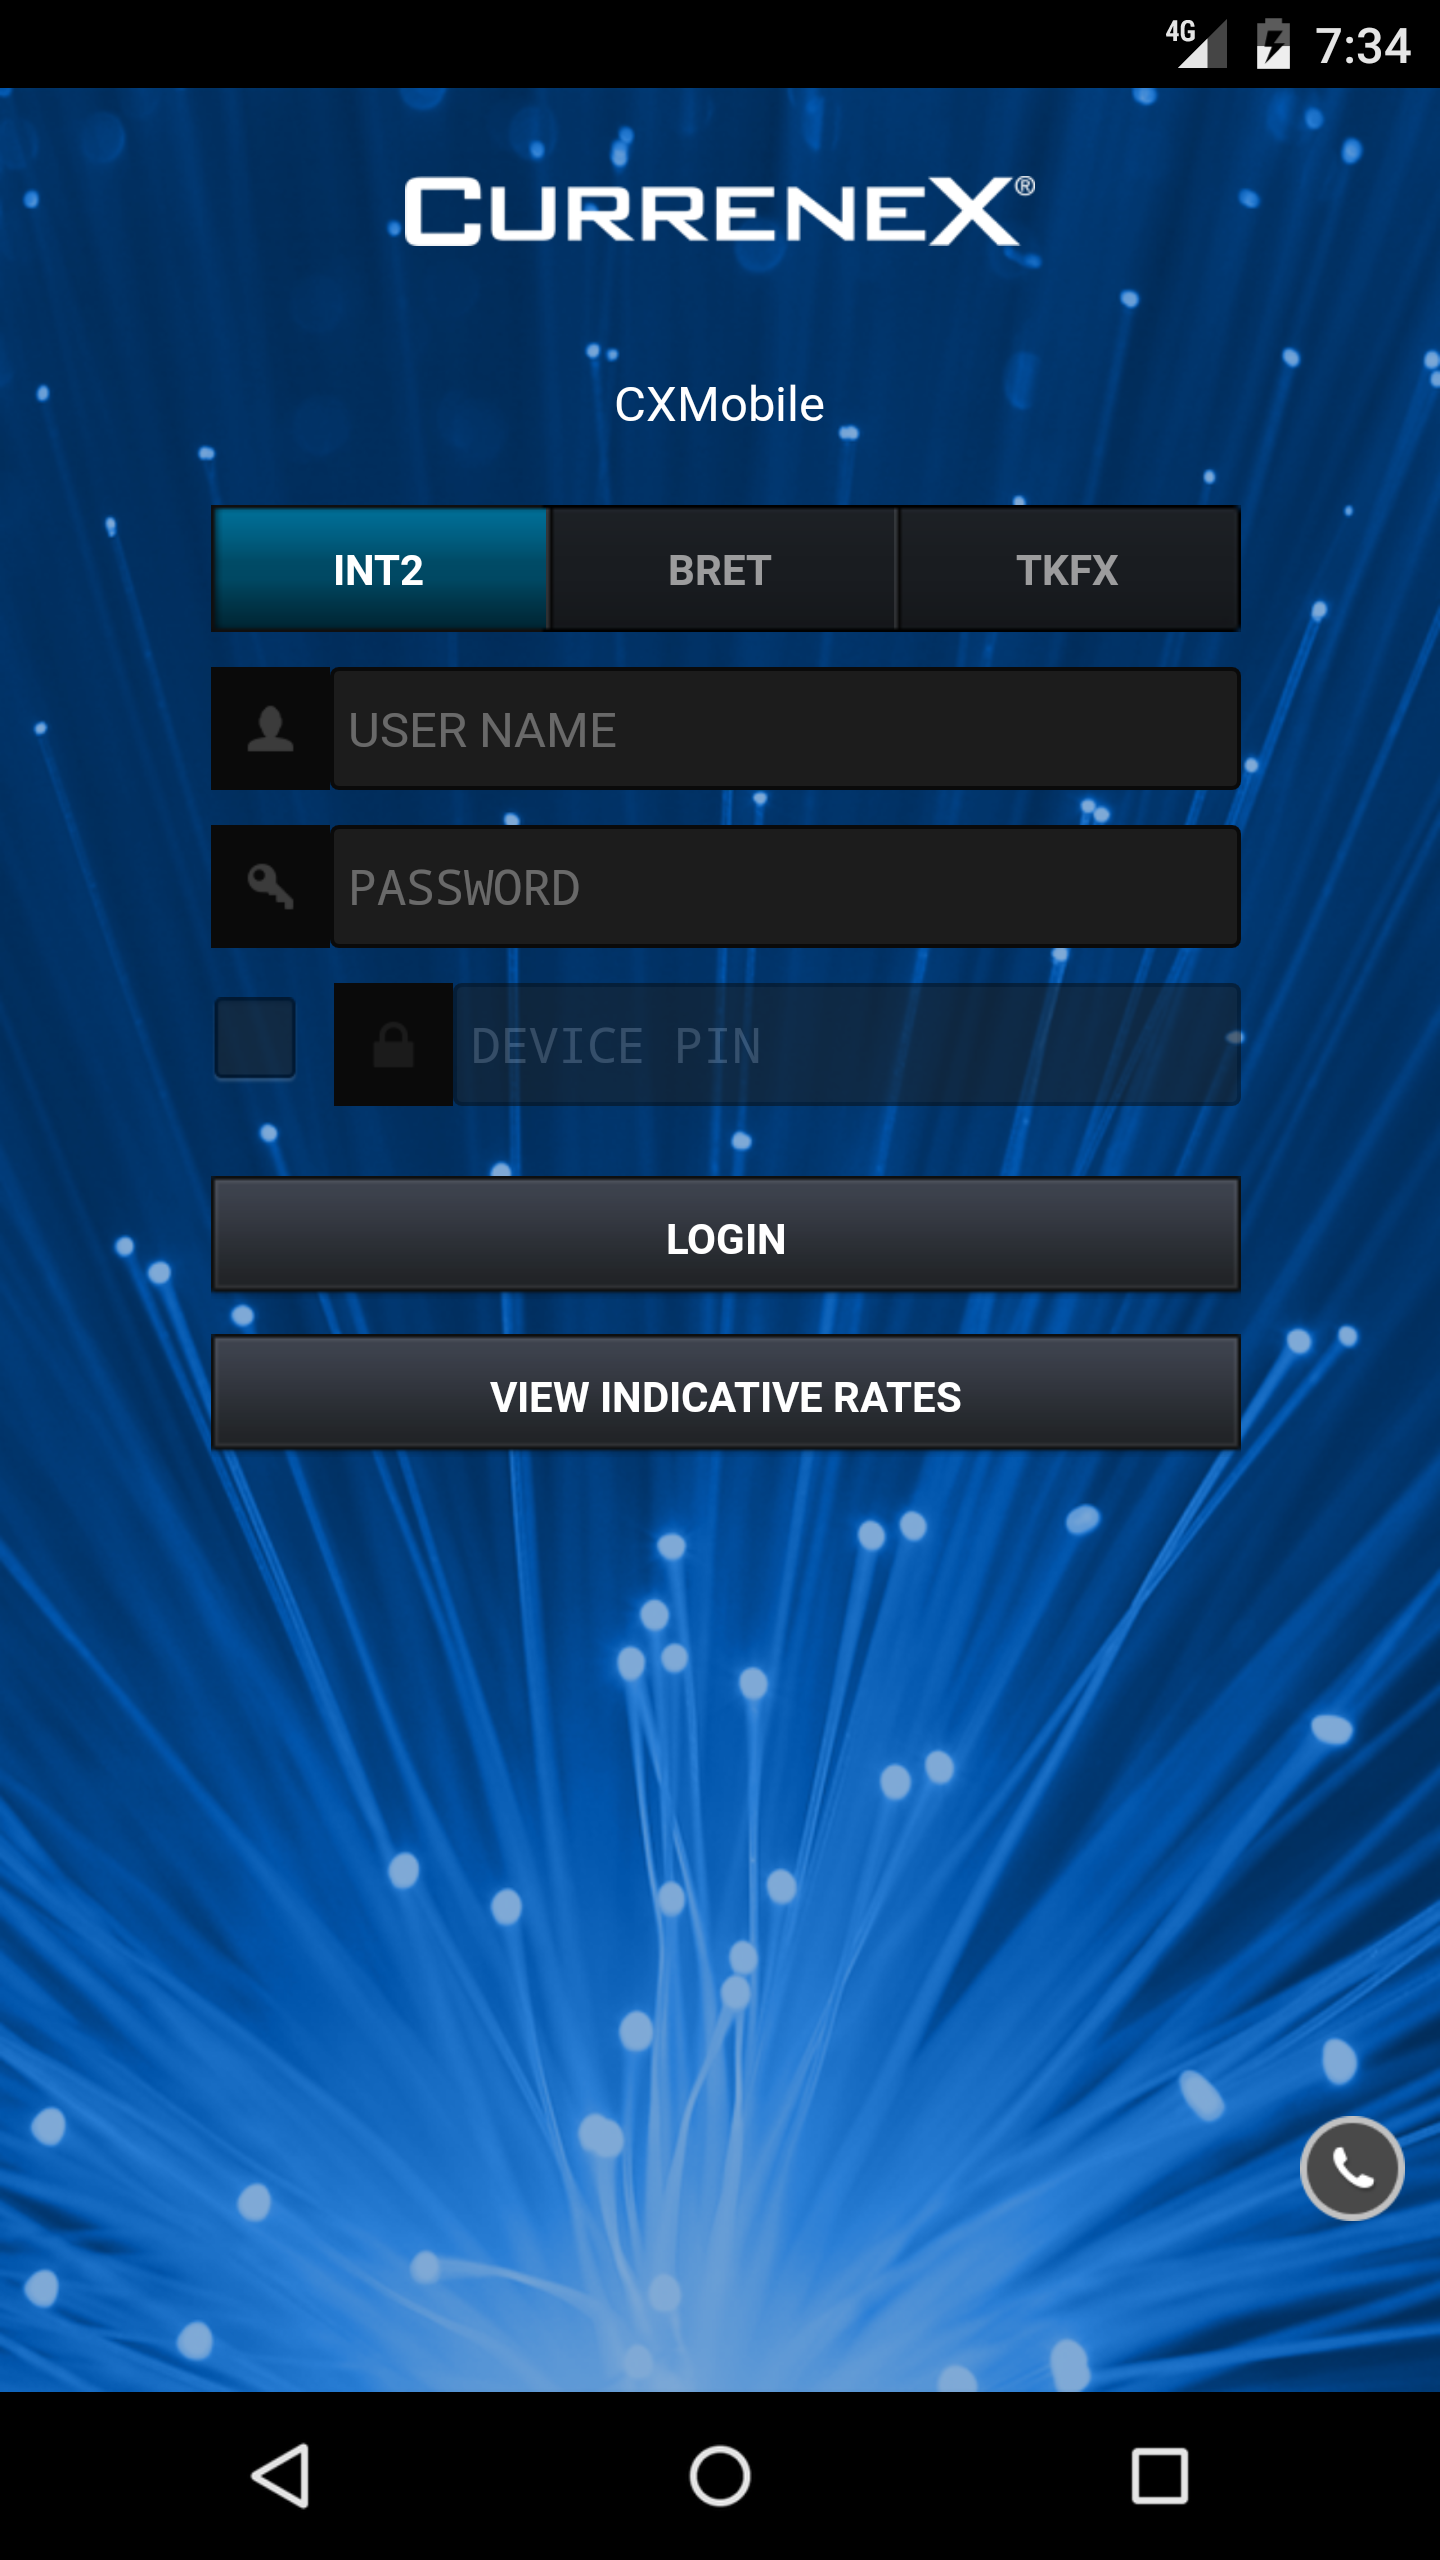 4G 7:34
CURRENEX®
CXMobile
INT2 BRET TKFX
USER NAME
PASSWORD
DEVICE PIN
LOGIN
VIEW INDICATIVE RATES